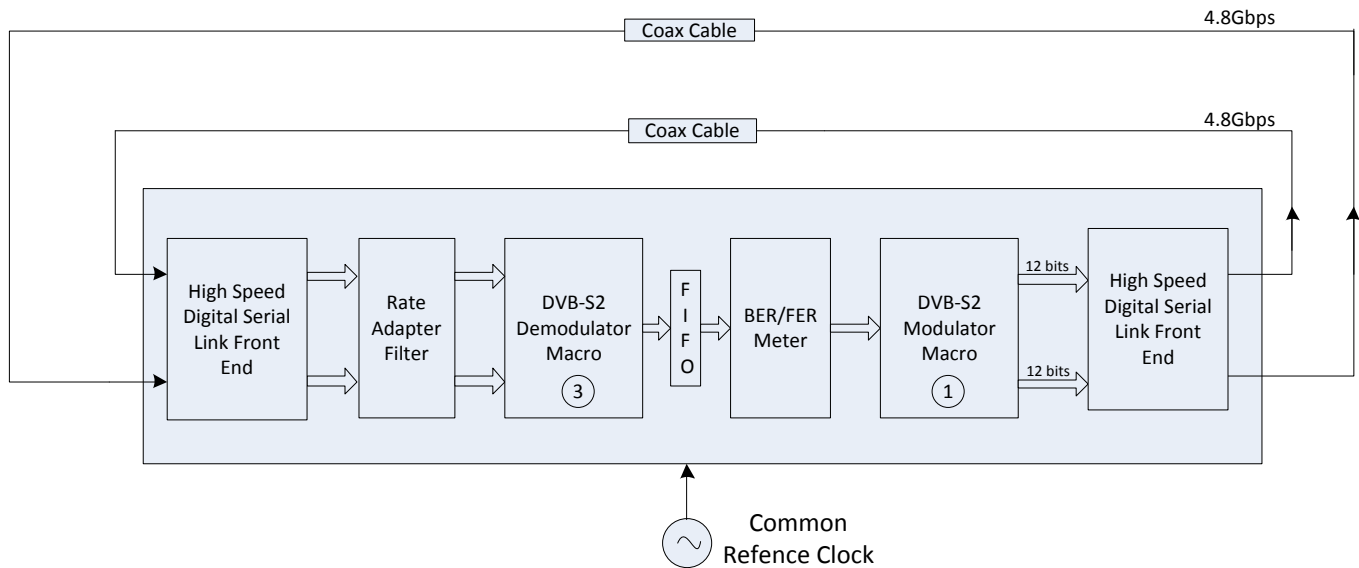 4.8Gbps
Coax Cable
4.8Gbps
Coax Cable
High Speed
Digital Serial
Link Front
End
Rate
Adapter
Filter
DVB-S2
Demodulator
Macro
3
F
I
F
O
BER/FER
Meter
DVB-S2
Modulator
Macro
1
12 bits
12 bits
High Speed
Digital Serial
Link Front
End
Common
Refence Clock